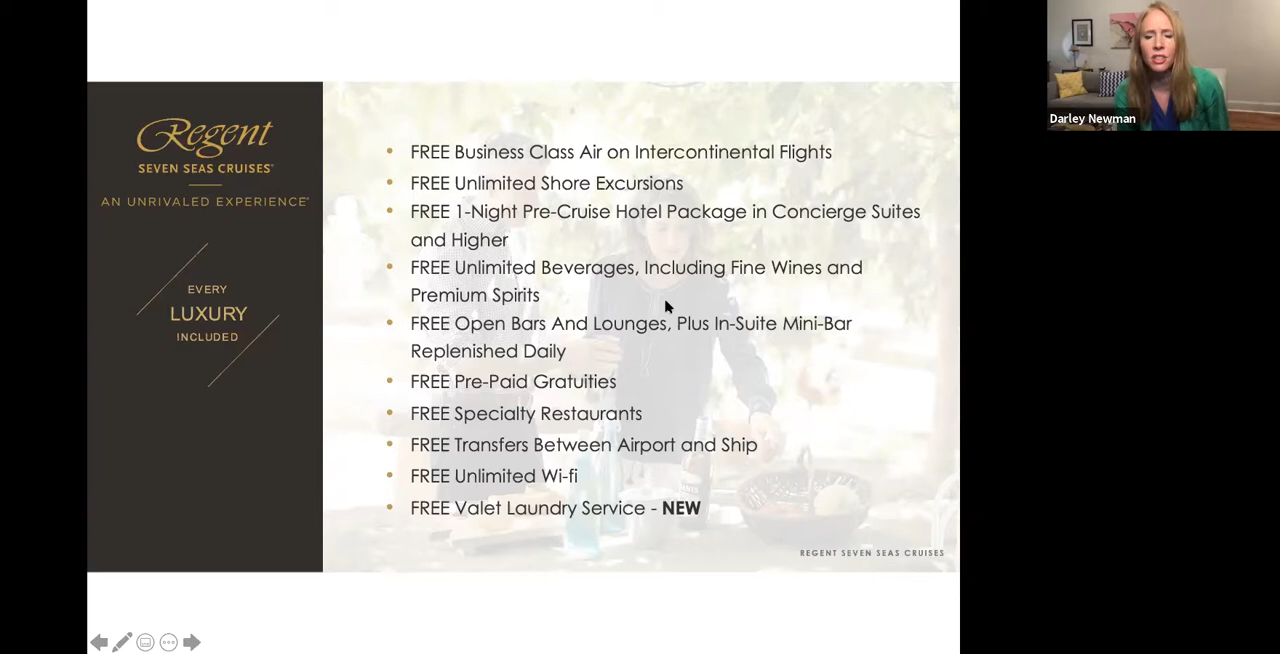 Regent
SEVEN SEAS CRUISES
AN UNRIVALED EXPERIENCE
EVERY
LUXURY
INCLUDED
• FREE Business Class Air on Intercontinental Flights
• FREE Unlimited Shore Excursions
• FREE 1-Night Pre-Cruise Hotel Package in Concierge Suites
and Higher
• FREE Unlimited Beverages, Including Fine Wines and
Premium Spirits
• FREE Open Bars And Lounges, Plus In-Suite Mini-Bar
Replenished Daily
• FREE Pre-Paid Gratuities
• FREE Specialty Restaurants
• FREE Transfers Between Airport and Ship
• FREE Unlimited Wi-fi
• FREE Valet Laundry Service - NEW
REGENT SEVEN SEAS CRUISES
Darley Newman